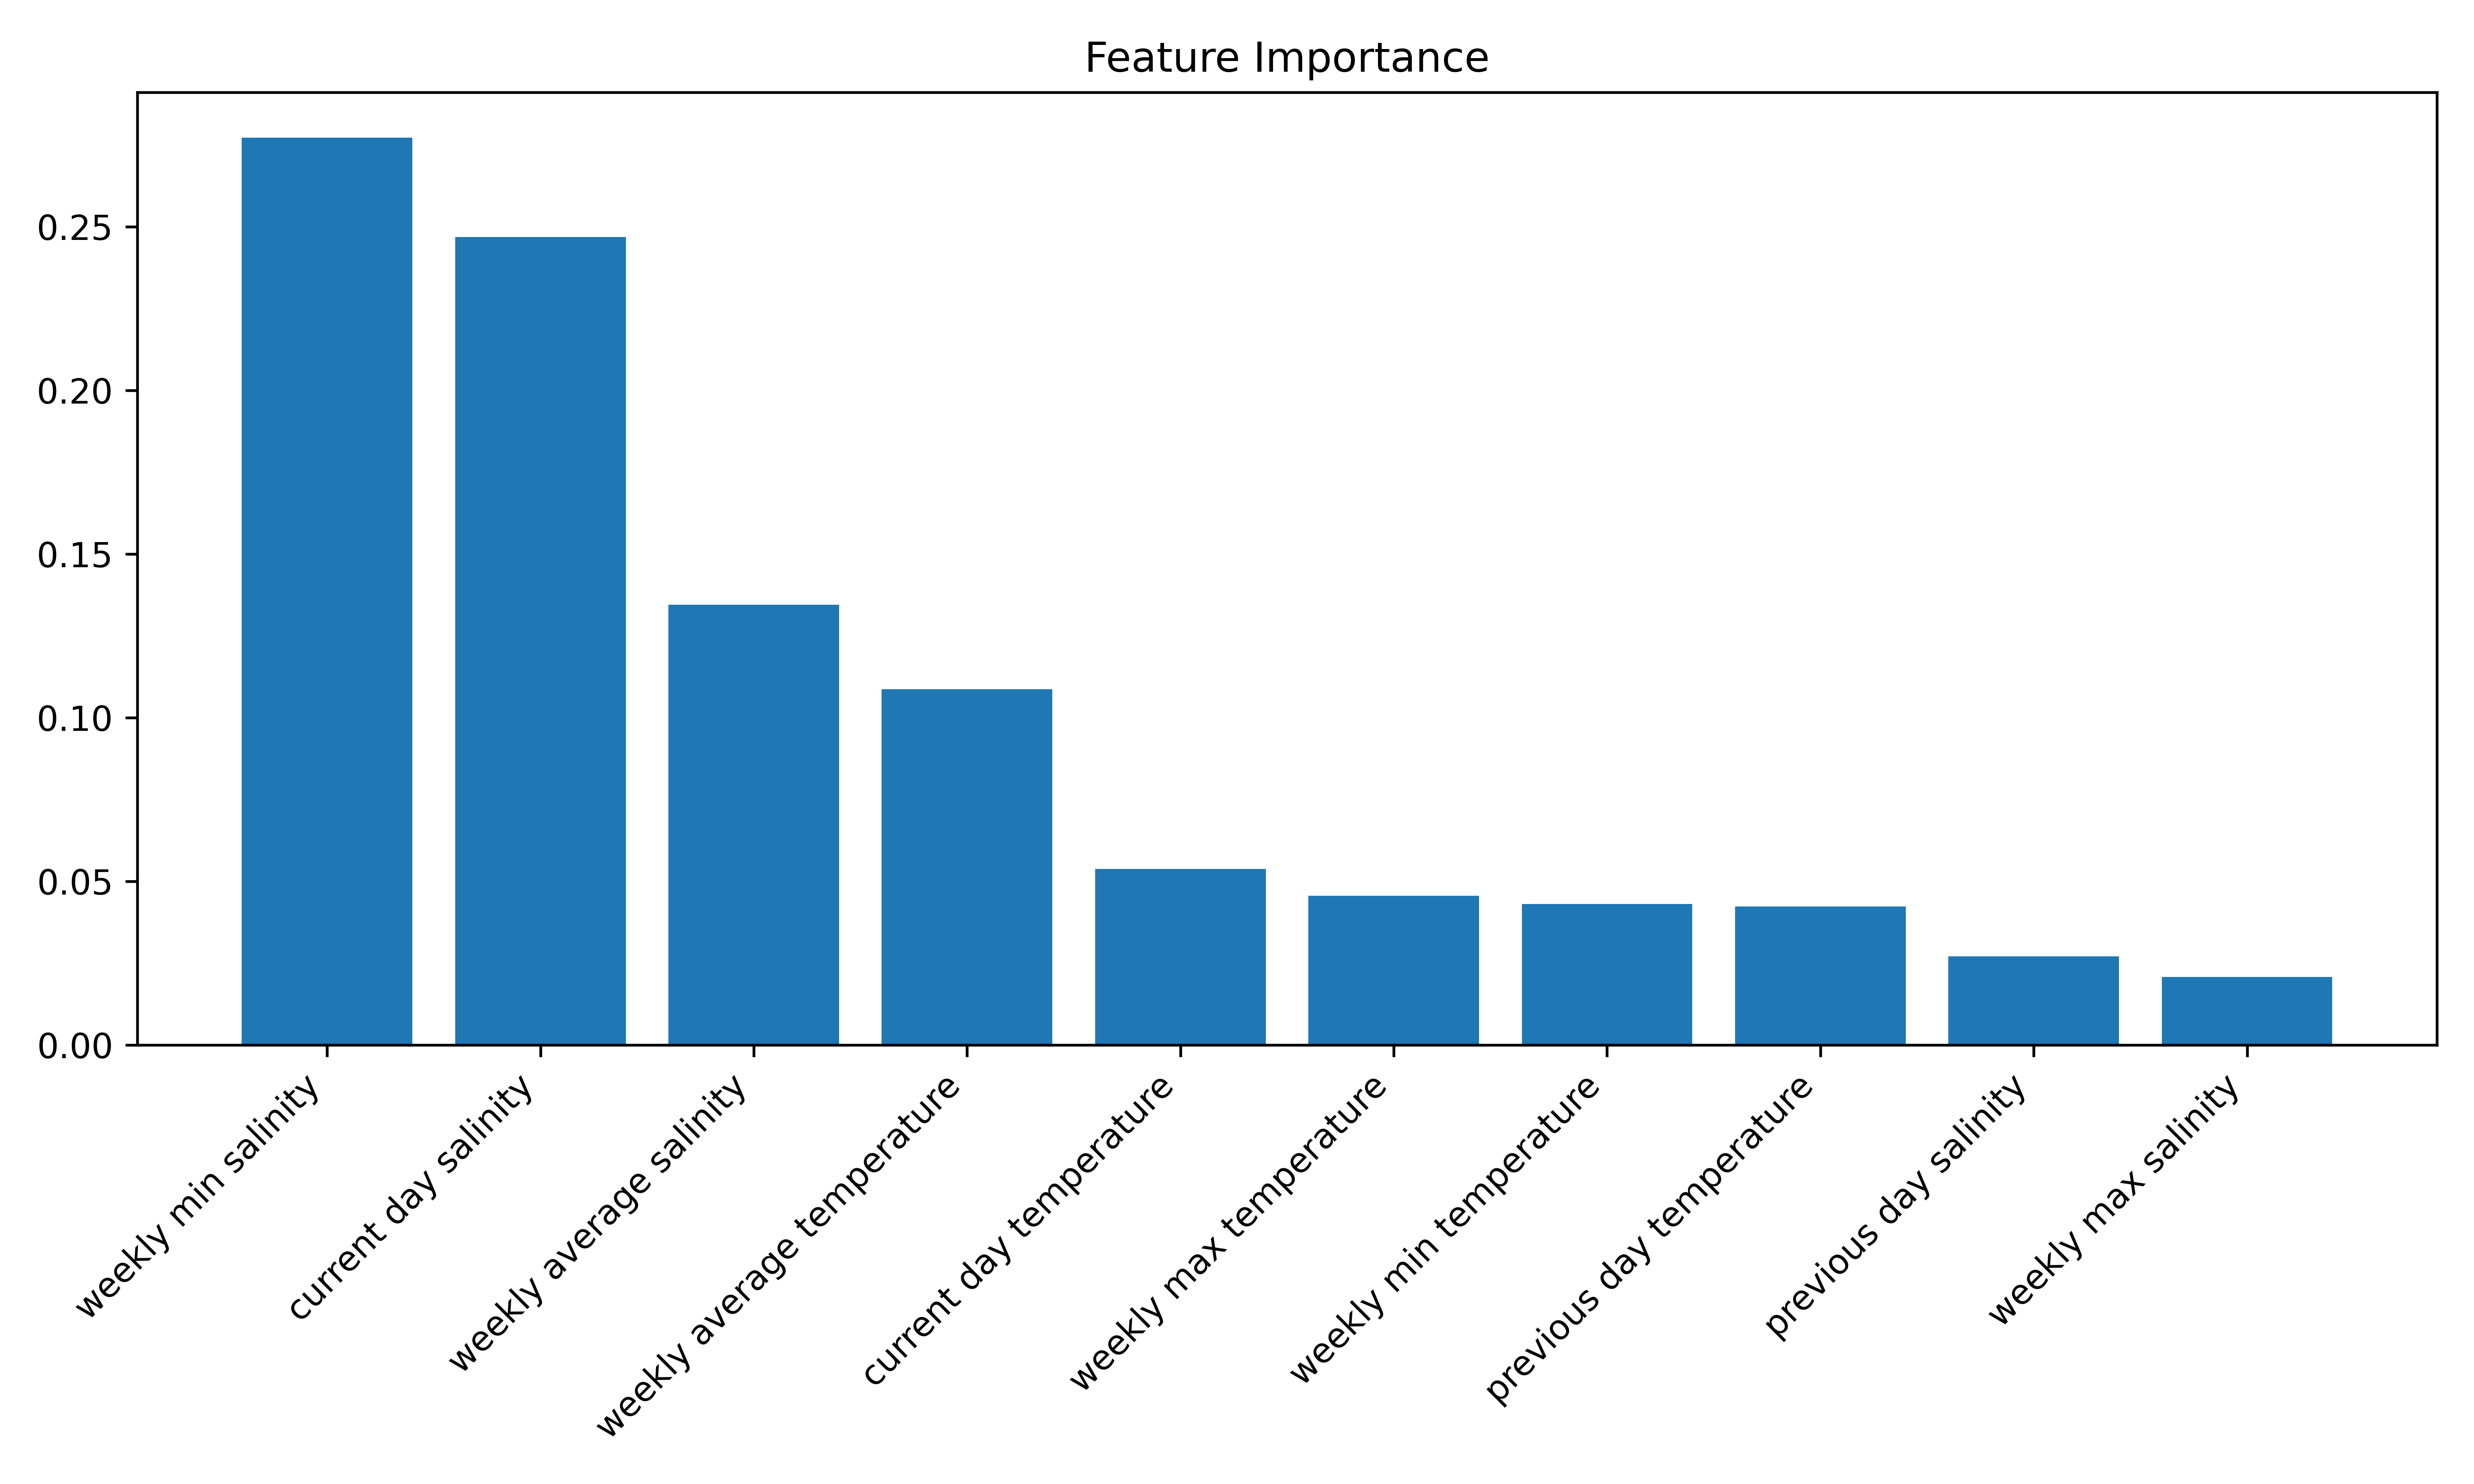 Feature Importance
0.25
0.20
0.15
0.10
0.05
0.00
weekly min salinity
current day salinity
weekly average salinity
weekly average temperature
current day temperature
weekly max temperature
weekly min temperature
previous day temperature
previous day salinity
weekly max salinity